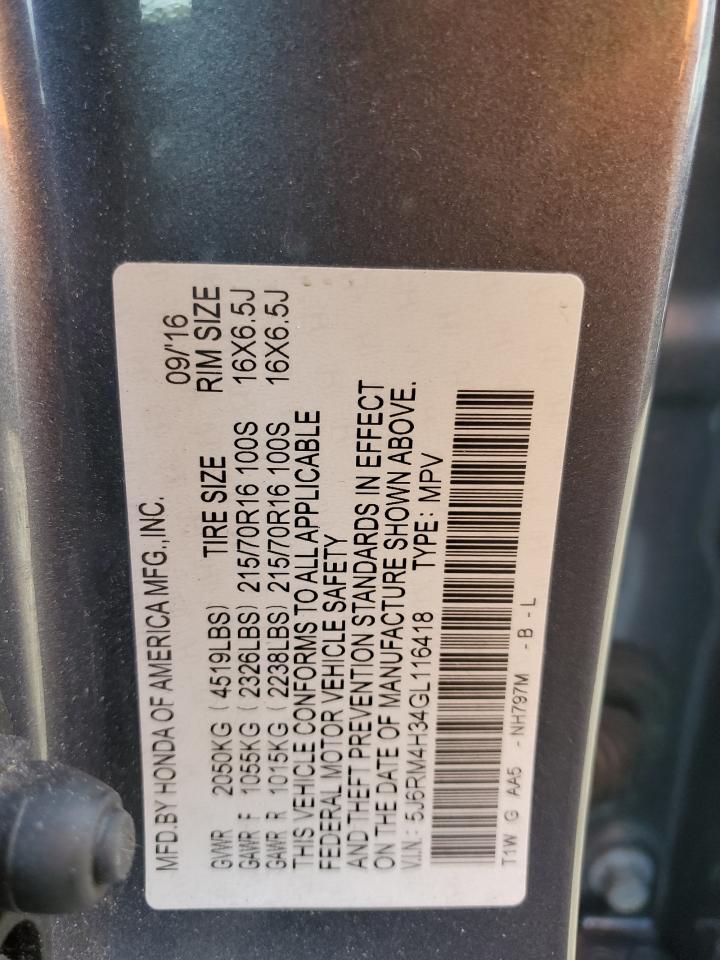 MFD.BY HONDA OF AMERICA MFG.,INC. 09/'16
GVWR 2050KG ( 4519LBS) TIRE SIZE RIM SIZE
GAWR F 1055KG ( 2326LBS) 215/70R16 100S 16X6.5J
GAWR R 1015KG ( 2238LBS) 215/70R16 100S 16X6.5J
THIS VEHICLE CONFORMS TO ALL APPLICABLE
FEDERAL MOTOR VEHICLE SAFETY
AND THEFT PREVENTION STANDARDS IN EFFECT
ON THE DATE OF MANUFACTURE SHOWN ABOVE.
V.I.N.: 5J6RM4H34GL116418 TYPE: MPV
T1W G AA5 - NH797M - B - L